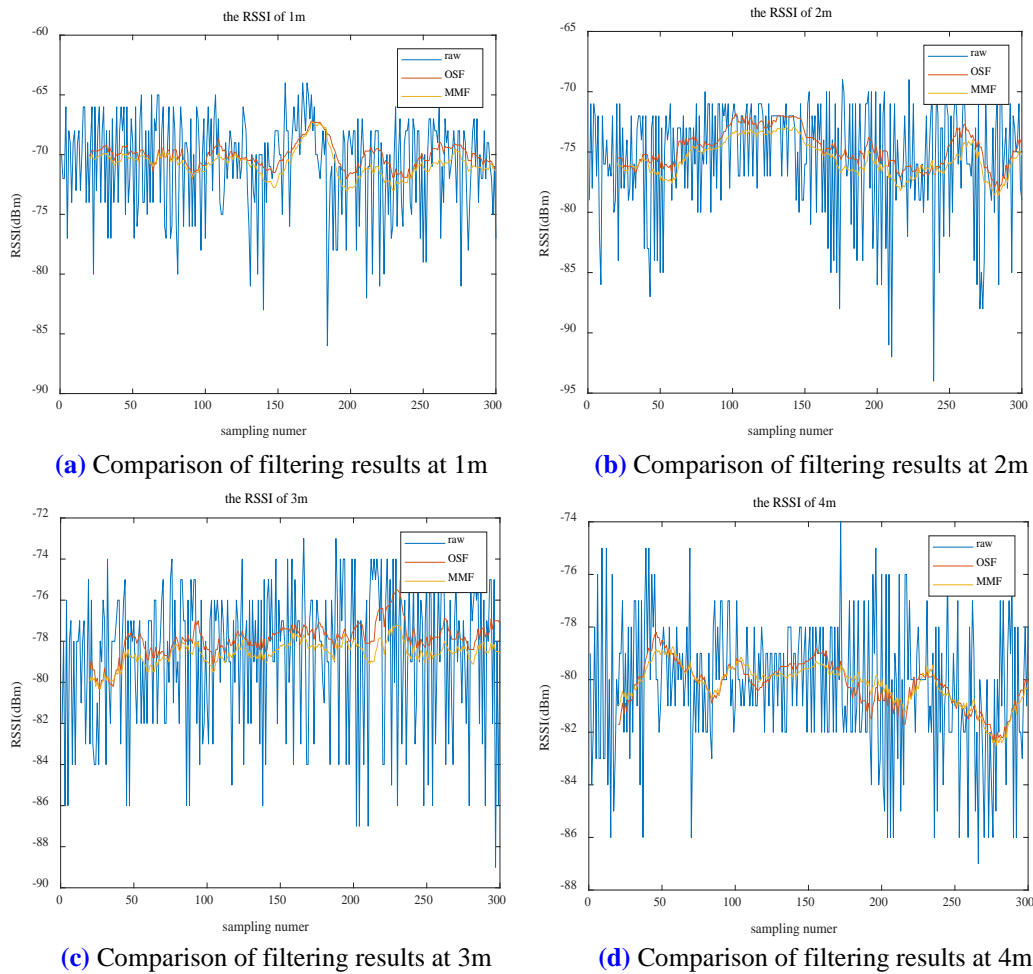 the RSSI of 1m
-60
-65
-70
-75
-80
-85
-90
RSSI(dBm)
raw
OSF
MMF
0 50 100 150 200 250 300
sampling numer
(a) Comparison of filtering results at 1m
the RSSI of 2m
-65
-70
-75
-80
-85
-90
-95
RSSI(dBm)
raw
OSF
MMF
0 50 100 150 200 250 300
sampling numer
(b) Comparison of filtering results at 2m
the RSSI of 3m
-72
-74
-76
-78
-80
-82
-84
-86
-88
-90
RSSI(dBm)
raw
OSF
MMF
0 50 100 150 200 250 300
sampling numer
(c) Comparison of filtering results at 3m
the RSSI of 4m
-74
-76
-78
-80
-82
-84
-86
-88
RSSI(dBm)
raw
OSF
MMF
0 50 100 150 200 250 300
sampling numer
(d) Comparison of filtering results at 4m